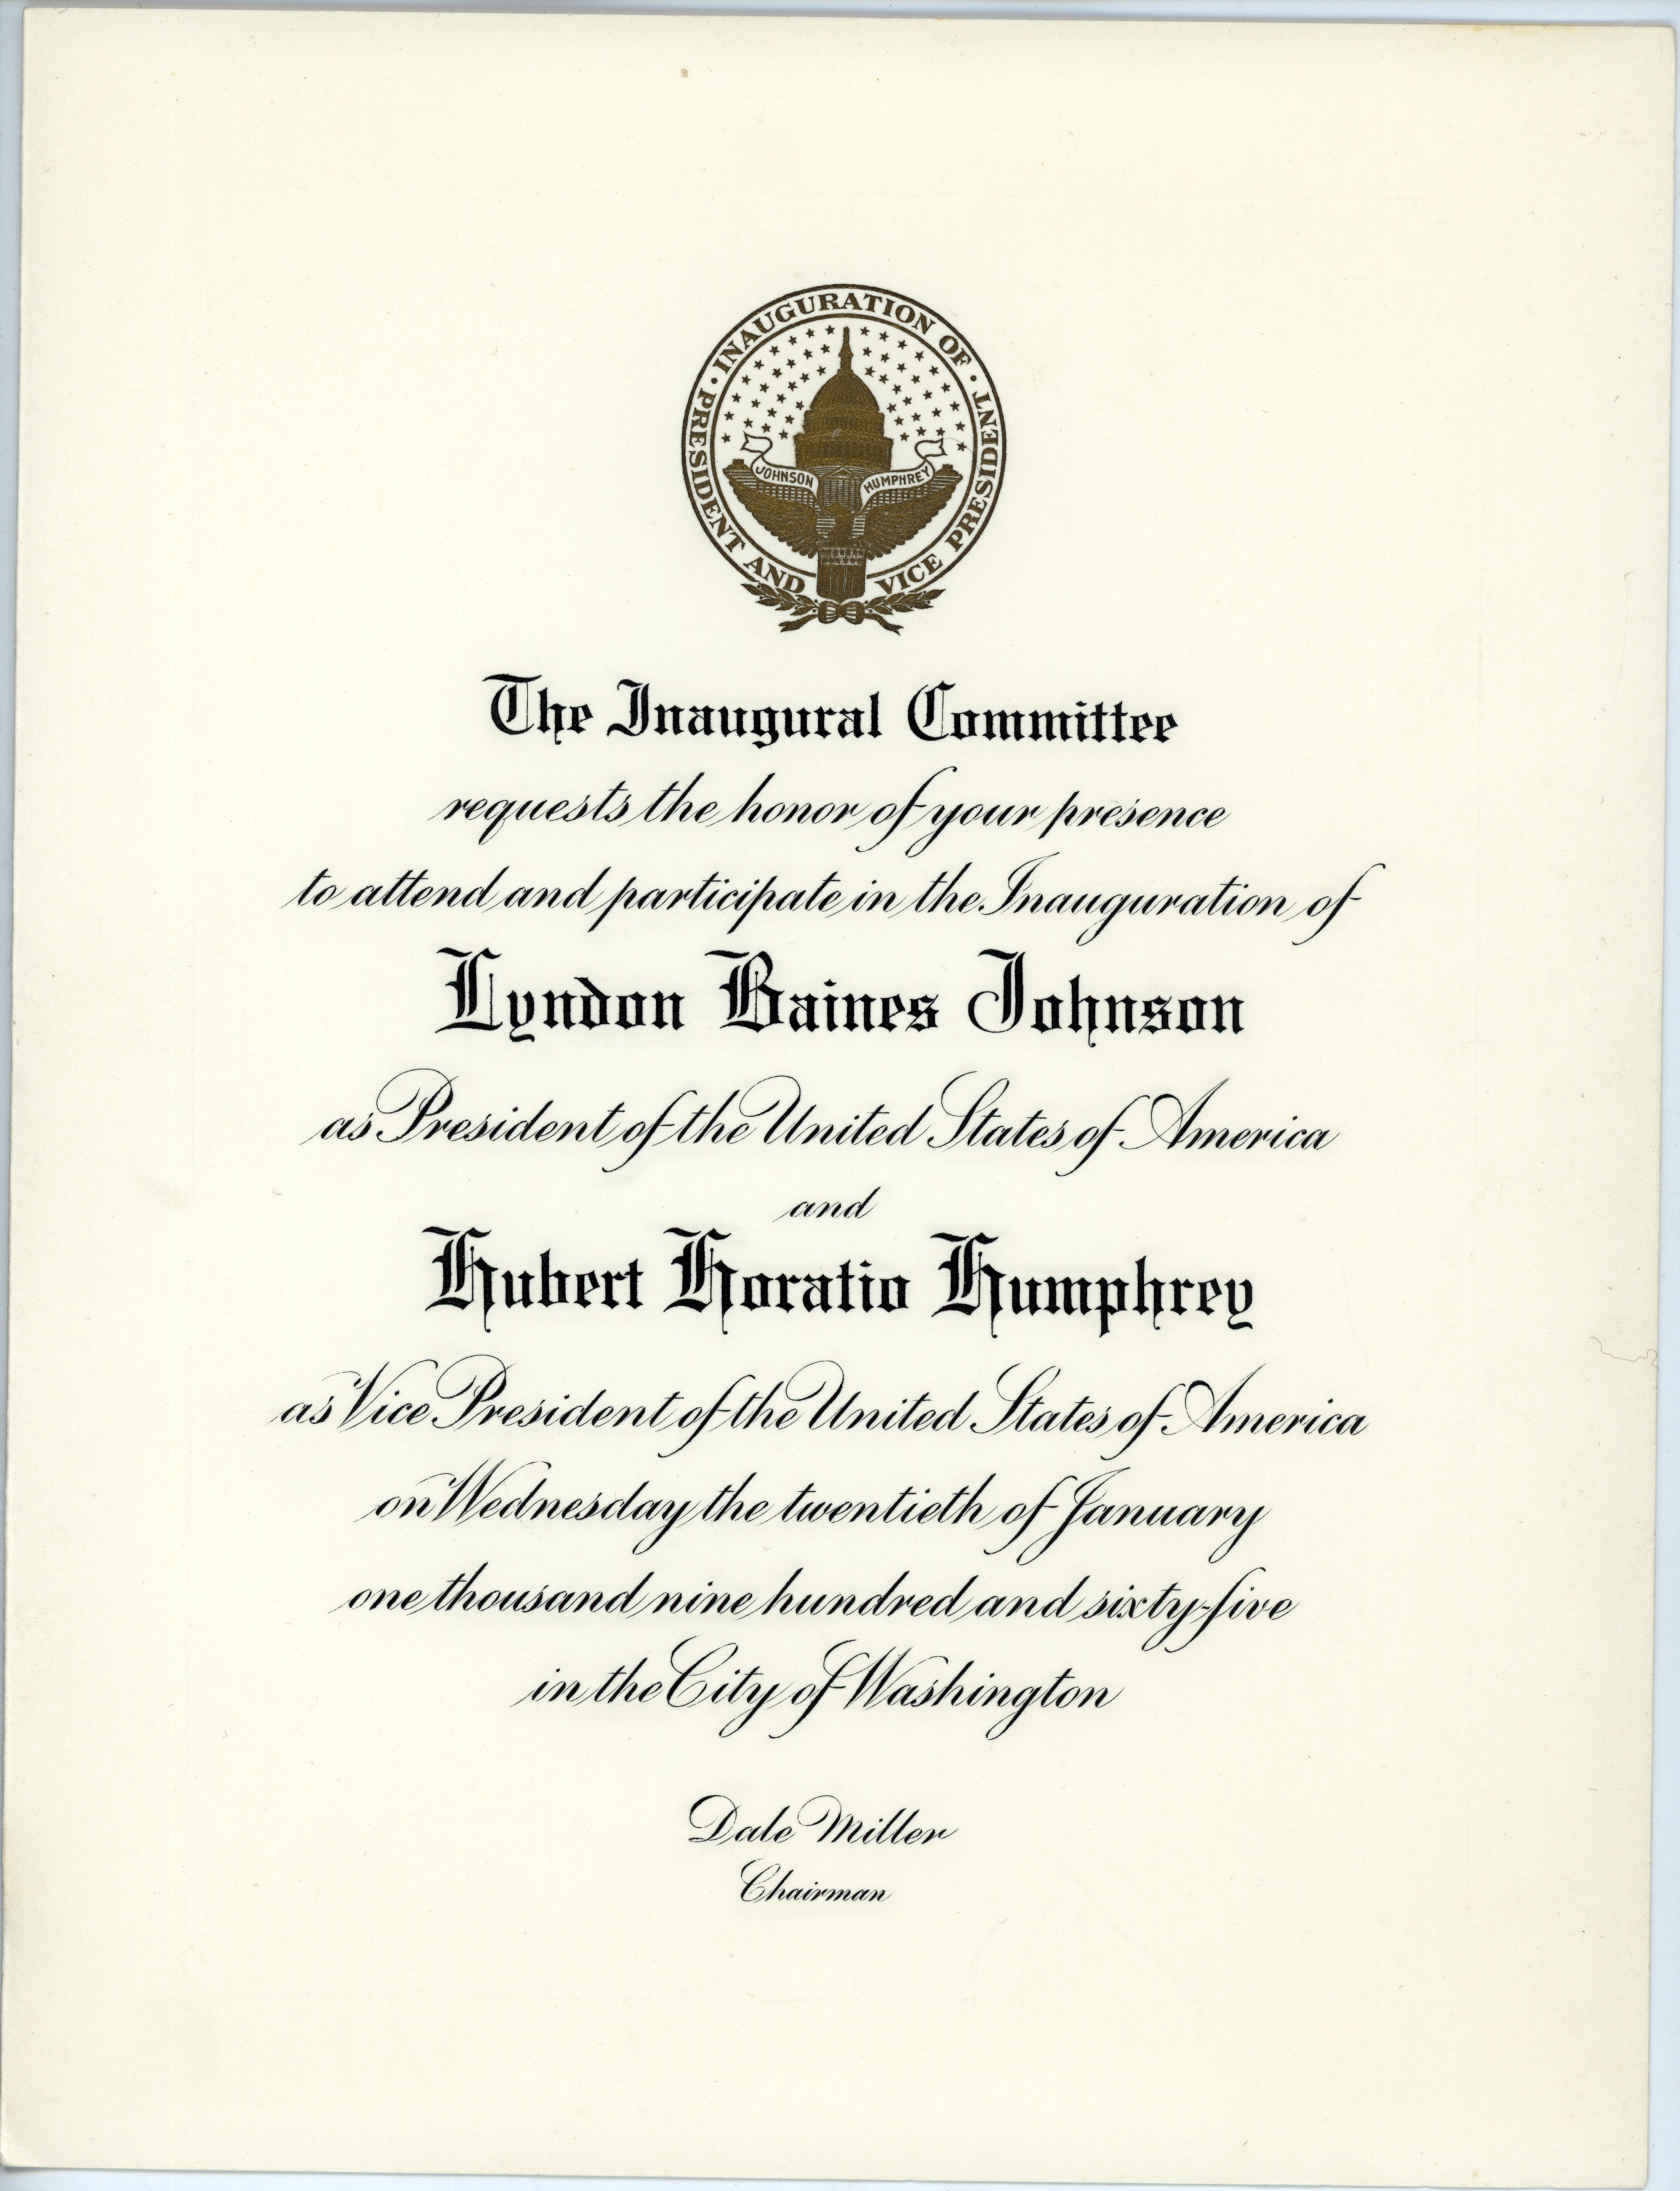 INAUGURATION OF
PRESIDENT AND VICE PRESIDENT
JOHNSON HUMPHREY
The Inaugural Committee
requests the honor of your presence
to attend and participate in the Inauguration of
Lyndon Baines Johnson
as President of the United States of America
and
Hubert Horatio Humphrey
as Vice President of the United States of America
on Wednesday the twentieth of January
one thousand nine hundred and sixty-five
in the City of Washington
Dale Miller
Chairman